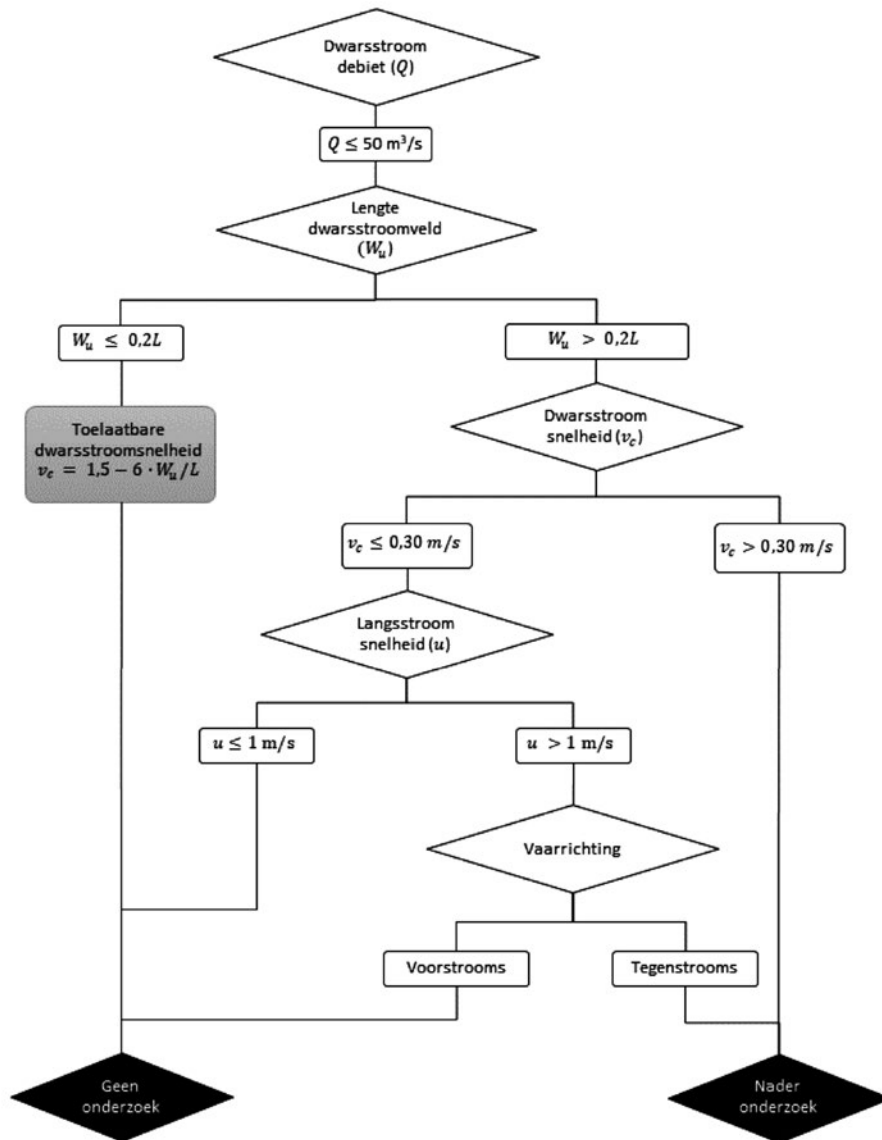 Dwarsstroom
debiet (Q)
Q ≤ 50 m³/s
Lengte
dwarsstroomveld
(W_u)
W_u ≤ 0,2L
W_u > 0,2L
Toelaatbare
dwarsstroomsnelheid
v_c = 1,5 − 6 · W_u/L
Dwarsstroom
snelheid (v_c)
v_c ≤ 0,30 m/s
v_c > 0,30 m/s
Langsstroom
snelheid (u)
u ≤ 1 m/s
u > 1 m/s
Vaarrichting
Voorstrooms
Tegenstrooms
Geen
onderzoek
Nader
onderzoek